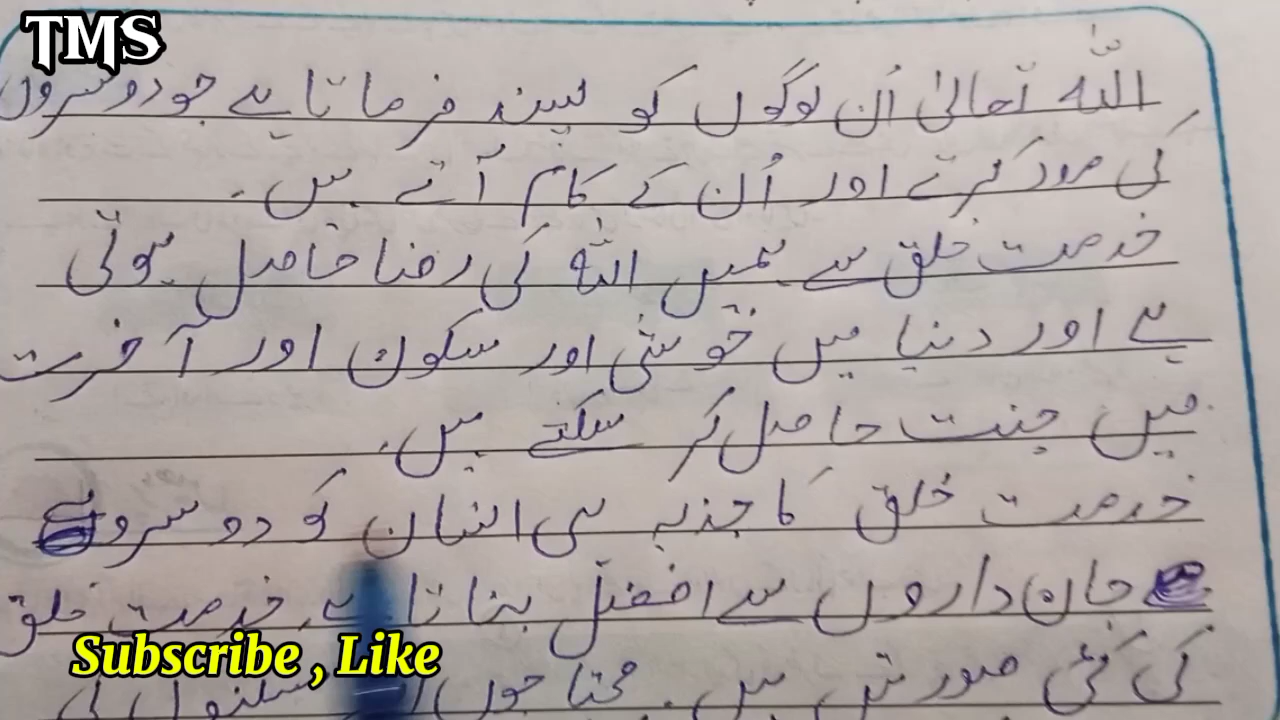 TMS
اللہ تعالیٰ اُن لوگوں کو پسند فرماتا ہے جو دوسروں
کی مدد کرتے اور اُن کے کام آتے ہیں۔
خدمت خلق سے ہمیں اللہ کی رضا حاصل ہوتی
ہے اور دنیا میں خوشی اور سکون اور آخرت
میں جنت حاصل کر سکتے ہیں۔
خدمت خلق کا جذبہ ہی انسان کو دوسرے
جان داروں سے افضل بناتا ہے۔ خدمت خلق
کی کئی صورتیں ہیں۔ محتاجوں
Subscribe , Like